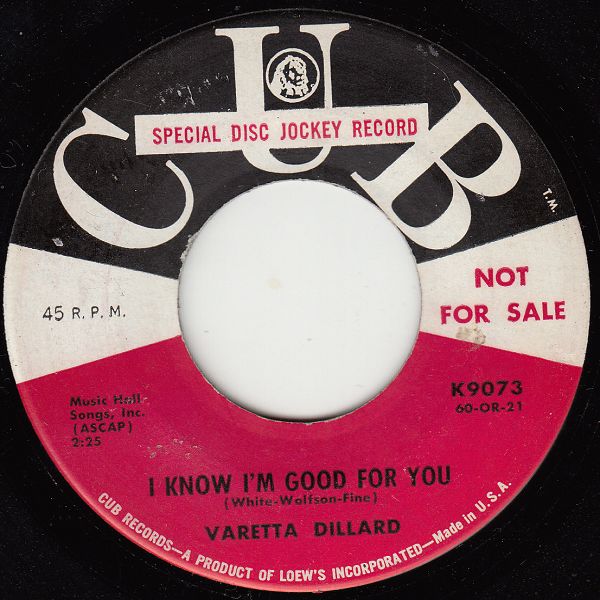 CUB
SPECIAL DISC JOCKEY RECORD
T.M.
NOT
FOR SALE
45 R.P.M.
Music Hall
Songs, Inc.
(ASCAP)
2:25
K9073
60-OR-21
I KNOW I'M GOOD FOR YOU
(White-Wolfson-Fine)
VARETTA DILLARD
CUB RECORDS—A PRODUCT OF LOEW'S INCORPORATED—Made in U.S.A.